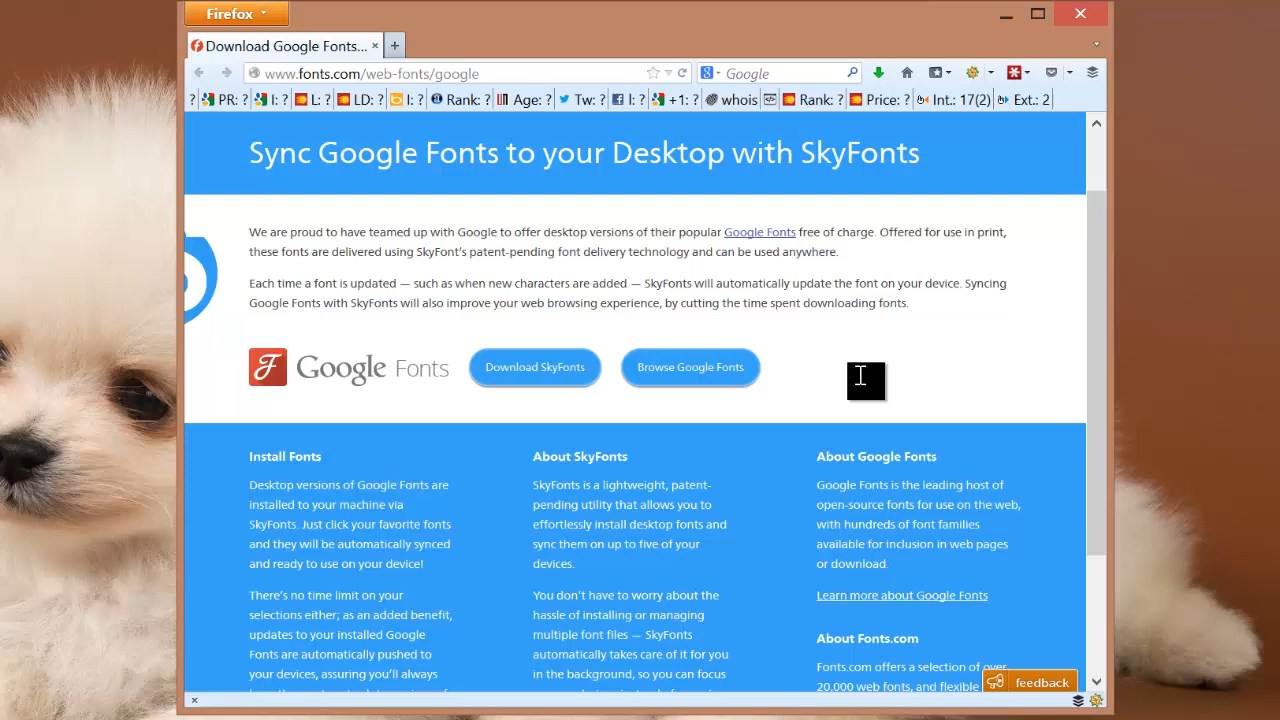 Firefox
Download Google Fonts...
www.fonts.com/web-fonts/google
Google
? PR: ? I: ? L: ? LD: ? I: ? Rank: ? Age: ? Tw: ? l: ? +1: ? whois Rank: ? Price: ? Int.: 17(2) Ext.: 2
Sync Google Fonts to your Desktop with SkyFonts
We are proud to have teamed up with Google to offer desktop versions of their popular Google Fonts free of charge. Offered for use in print,
these fonts are delivered using SkyFont's patent-pending font delivery technology and can be used anywhere.
Each time a font is updated — such as when new characters are added — SkyFonts will automatically update the font on your device. Syncing
Google Fonts with SkyFonts will also improve your web browsing experience, by cutting the time spent downloading fonts.
Google Fonts
Download SkyFonts
Browse Google Fonts
Install Fonts
Desktop versions of Google Fonts are
installed to your machine via
SkyFonts. Just click your favorite fonts
and they will be automatically synced
and ready to use on your device!
There's no time limit on your
selections either; as an added benefit,
updates to your installed Google
Fonts are automatically pushed to
your devices, assuring you'll always
About SkyFonts
SkyFonts is a lightweight, patent-
pending utility that allows you to
effortlessly install desktop fonts and
sync them on up to five of your
devices.
You don't have to worry about the
hassle of installing or managing
multiple font files — SkyFonts
automatically takes care of it for you
in the background, so you can focus
About Google Fonts
Google Fonts is the leading host of
open-source fonts for use on the web,
with hundreds of font families
available for inclusion in web pages
or download.
Learn more about Google Fonts
About Fonts.com
Fonts.com offers a selection of over
20,000 web fonts, and flexible
feedback